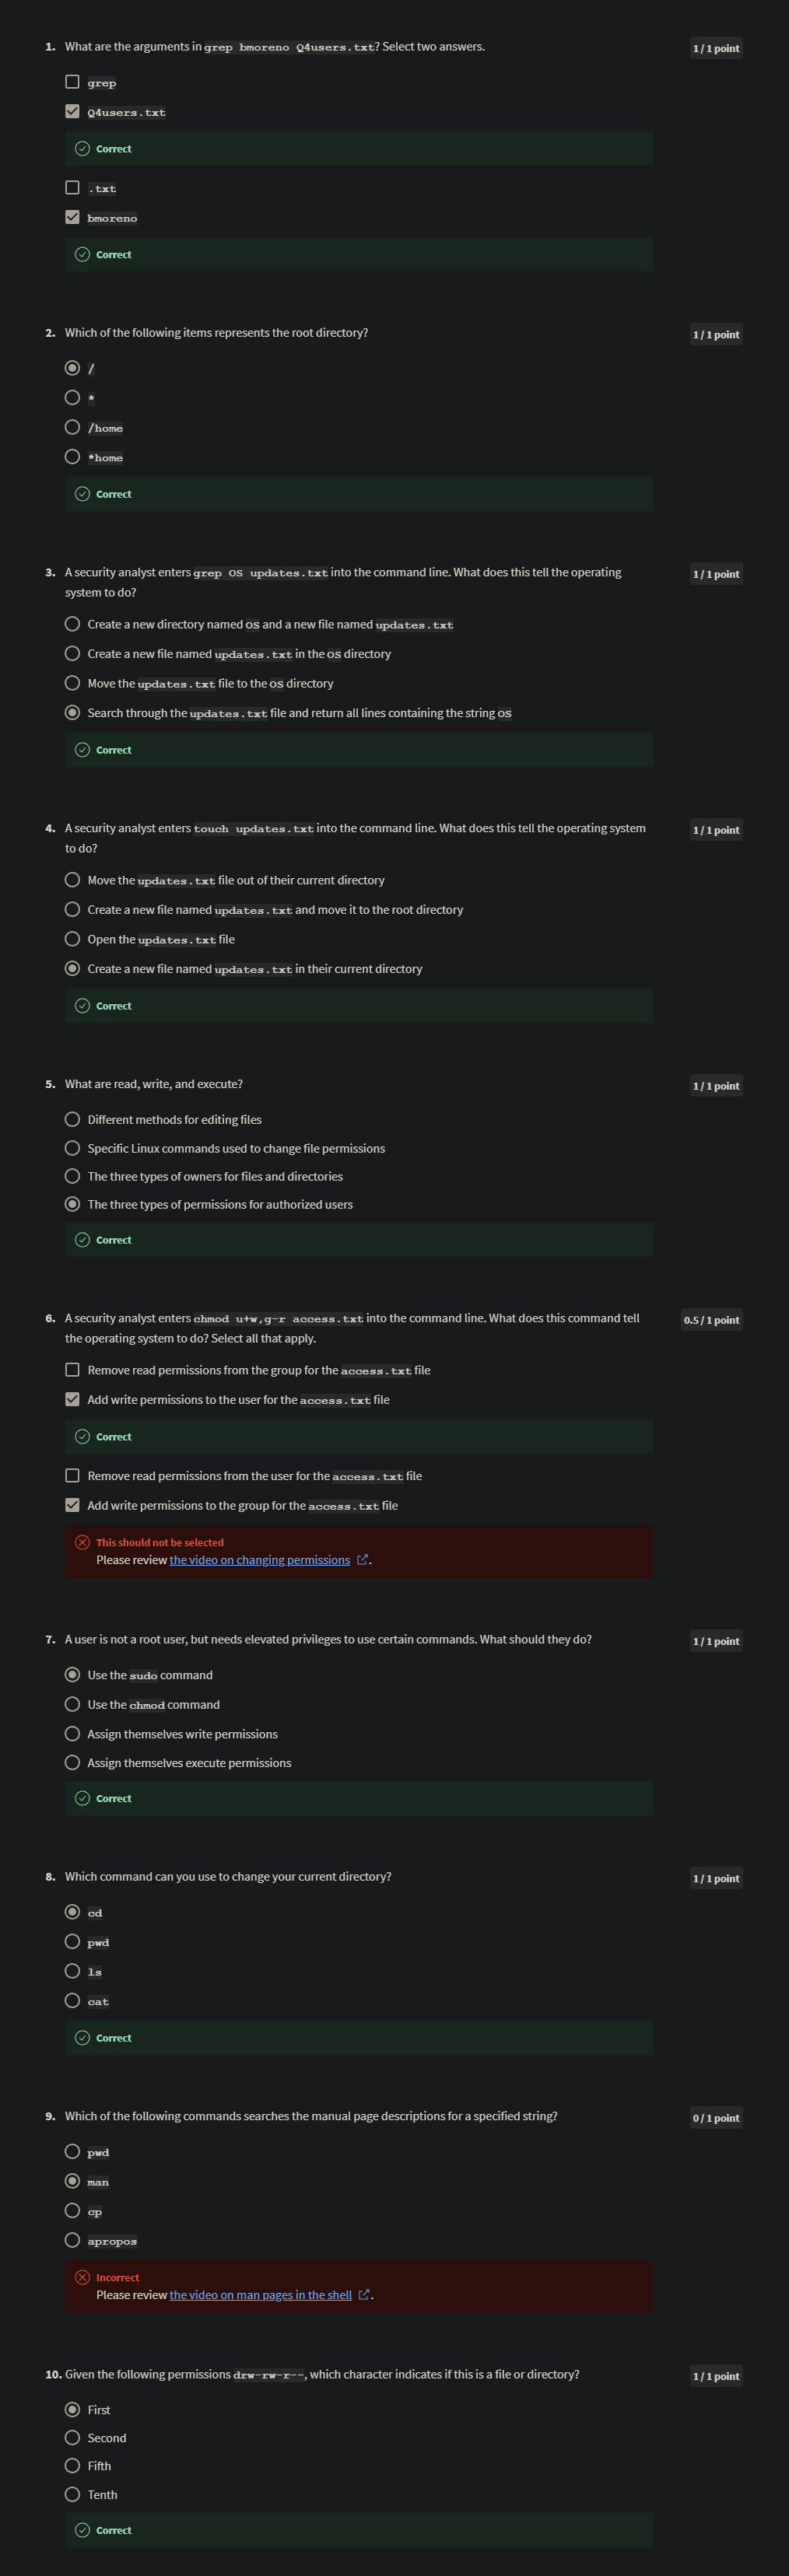 1. What are the arguments in grep bmoreno Q4users.txt? Select two answers.
1 / 1 point
grep
Q4users.txt
Correct
.txt
bmoreno
Correct
2. Which of the following items represents the root directory?
1 / 1 point
/
*
/home
*home
Correct
3. A security analyst enters grep OS updates.txt into the command line. What does this tell the operating
system to do?
1 / 1 point
Create a new directory named OS and a new file named updates.txt
Create a new file named updates.txt in the OS directory
Move the updates.txt file to the OS directory
Search through the updates.txt file and return all lines containing the string OS
Correct
4. A security analyst enters touch updates.txt into the command line. What does this tell the operating system
to do?
1 / 1 point
Move the updates.txt file out of their current directory
Create a new file named updates.txt and move it to the root directory
Open the updates.txt file
Create a new file named updates.txt in their current directory
Correct
5. What are read, write, and execute?
1 / 1 point
Different methods for editing files
Specific Linux commands used to change file permissions
The three types of owners for files and directories
The three types of permissions for authorized users
Correct
6. A security analyst enters chmod u+w,g-r access.txt into the command line. What does this command tell
the operating system to do? Select all that apply.
0.5 / 1 point
Remove read permissions from the group for the access.txt file
Add write permissions to the user for the access.txt file
Correct
Remove read permissions from the user for the access.txt file
Add write permissions to the group for the access.txt file
This should not be selected
Please review the video on changing permissions.
7. A user is not a root user, but needs elevated privileges to use certain commands. What should they do?
1 / 1 point
Use the sudo command
Use the chmod command
Assign themselves write permissions
Assign themselves execute permissions
Correct
8. Which command can you use to change your current directory?
1 / 1 point
cd
pwd
ls
cat
Correct
9. Which of the following commands searches the manual page descriptions for a specified string?
0 / 1 point
pwd
man
cp
apropos
Incorrect
Please review the video on man pages in the shell.
10. Given the following permissions drw-rw-r--, which character indicates if this is a file or directory?
1 / 1 point
First
Second
Fifth
Tenth
Correct